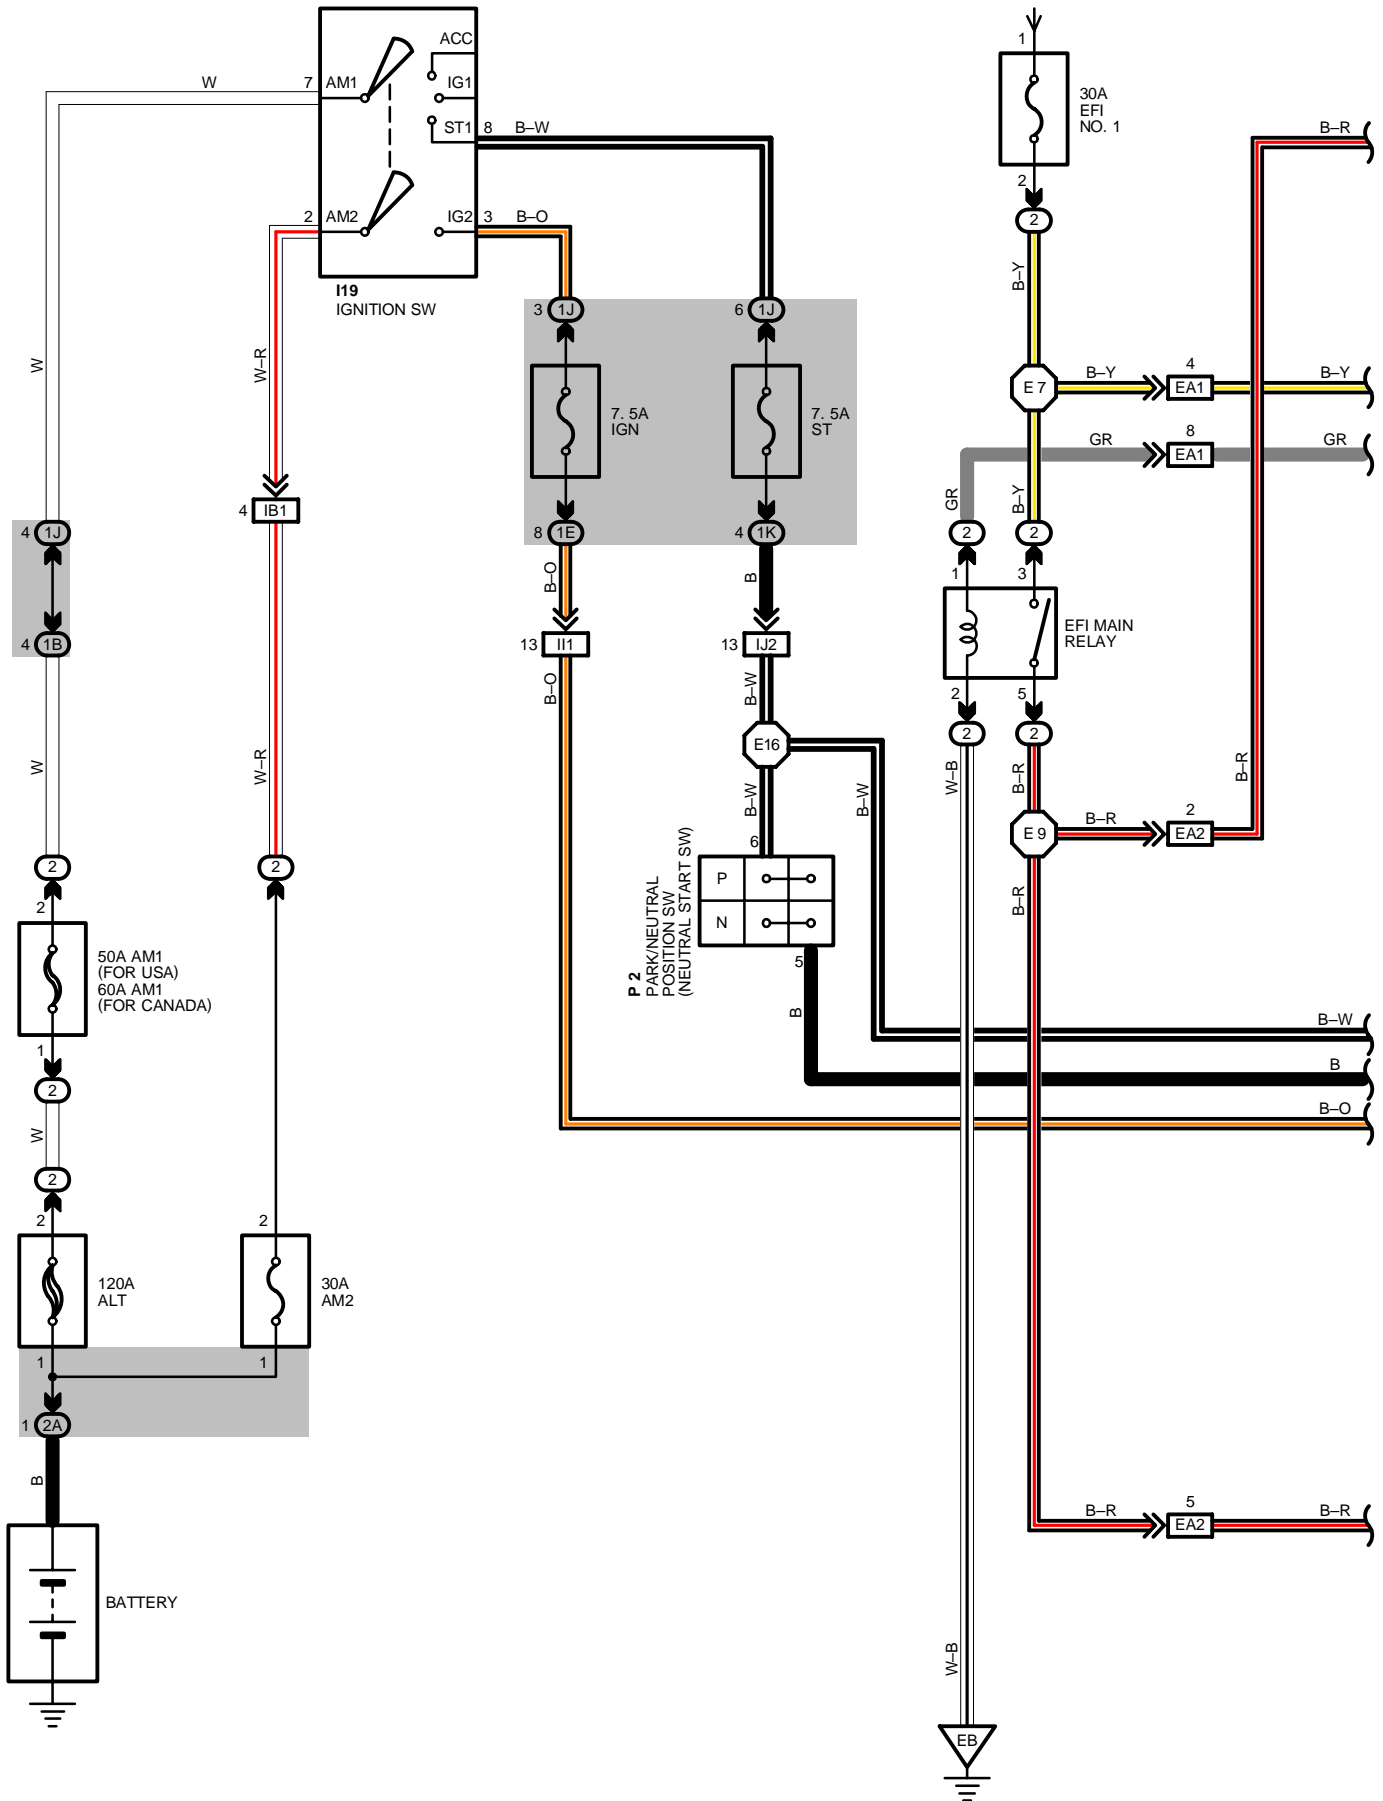 ACC
1
W
7
AM1
IG1
30A
EFI
NO. 1
ST1
8
B–W
B–R
2
2
AM2
IG2
3
B–O
2
I19
IGNITION SW
B–Y
3
1J
6
1J
W
W–R
4
B–Y
B–Y
E 7
EA1
7. 5A
IGN
7. 5A
ST
8
GR
GR
EA1
GR
B–Y
4
IB1
4
1J
8
1E
4
1K
2
2
B–O
B
1
3
EFI MAIN
RELAY
4
1B
13
II1
13
IJ2
B–O
B–W
2
5
E16
2
2
W
W–R
B–W
B–W
W–B
B–R
B–R
2
B–R
E 9
EA2
6
2
2
P
N
B–R
P 2
PARK/NEUTRAL
POSITION SW
(NEUTRAL START SW)
2
50A AM1
(FOR USA)
60A AM1
(FOR CANADA)
5
B
B–W
1
2
B
B–O
W
2
2
2
120A
ALT
30A
AM2
1
1
1
2A
B
5
B–R
B–R
EA2
BATTERY
W–B
EB